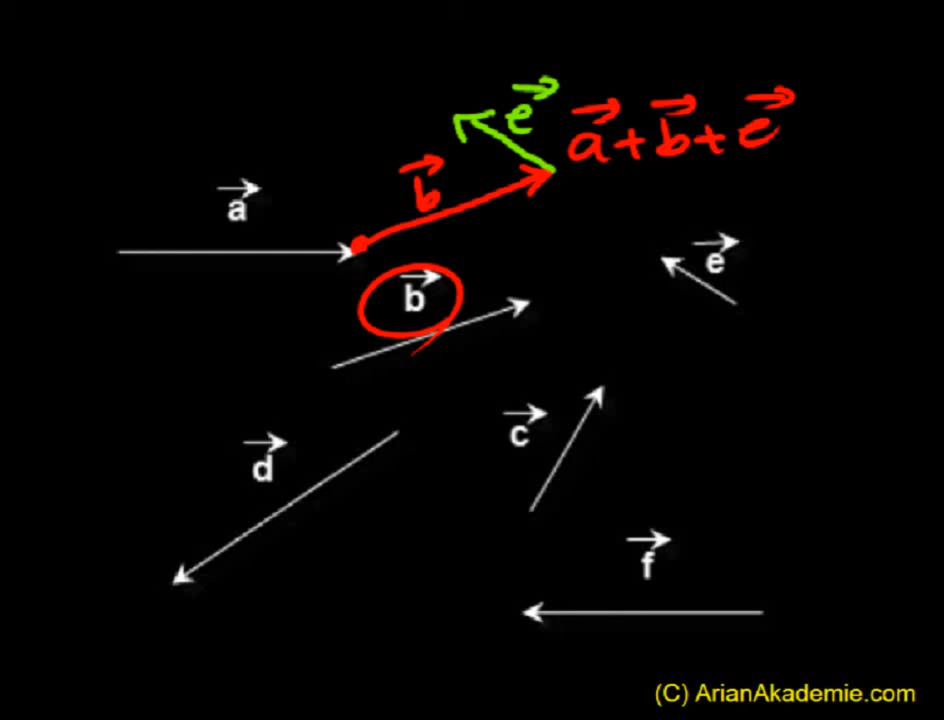 e⃗
a⃗ + b⃗ + e⃗
b⃗
a⃗
e⃗
b⃗
c⃗
d⃗
f⃗
(C) ArianAkademie.com